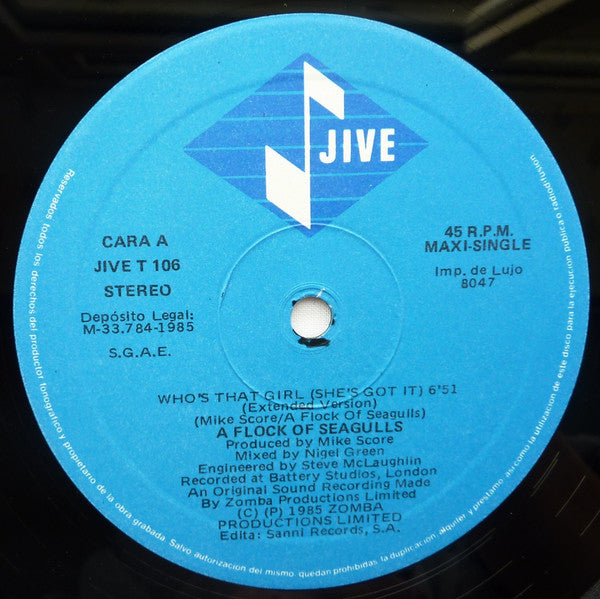 JIVE
CARA A
JIVE T 106
STEREO
Depósito Legal:
M-33.784-1985
S.G.A.E.
45 R.P.M.
MAXI-SINGLE
Imp. de Lujo
8047
WHO'S THAT GIRL (SHE'S GOT IT) 6'51
(Extended Version)
(Mike Score/A Flock Of Seagulls)
A FLOCK OF SEAGULLS
Produced by Mike Score
Mixed by Nigel Green
Engineered by Steve McLaughlin
Recorded at Battery Studios, London
An Original Sound Recording Made
By Zomba Productions Limited
(C) (P) 1985 ZOMBA
PRODUCTIONS LIMITED
Edita: Sanni Records, S.A.
Reservados todos los derechos del productor fonográfico y propietario de la obra grabada. Salvo autorización del mismo, quedan prohibidas la duplicación, alquiler y préstamo, así como la utilización de este disco para la ejecución pública o radiodifusión.